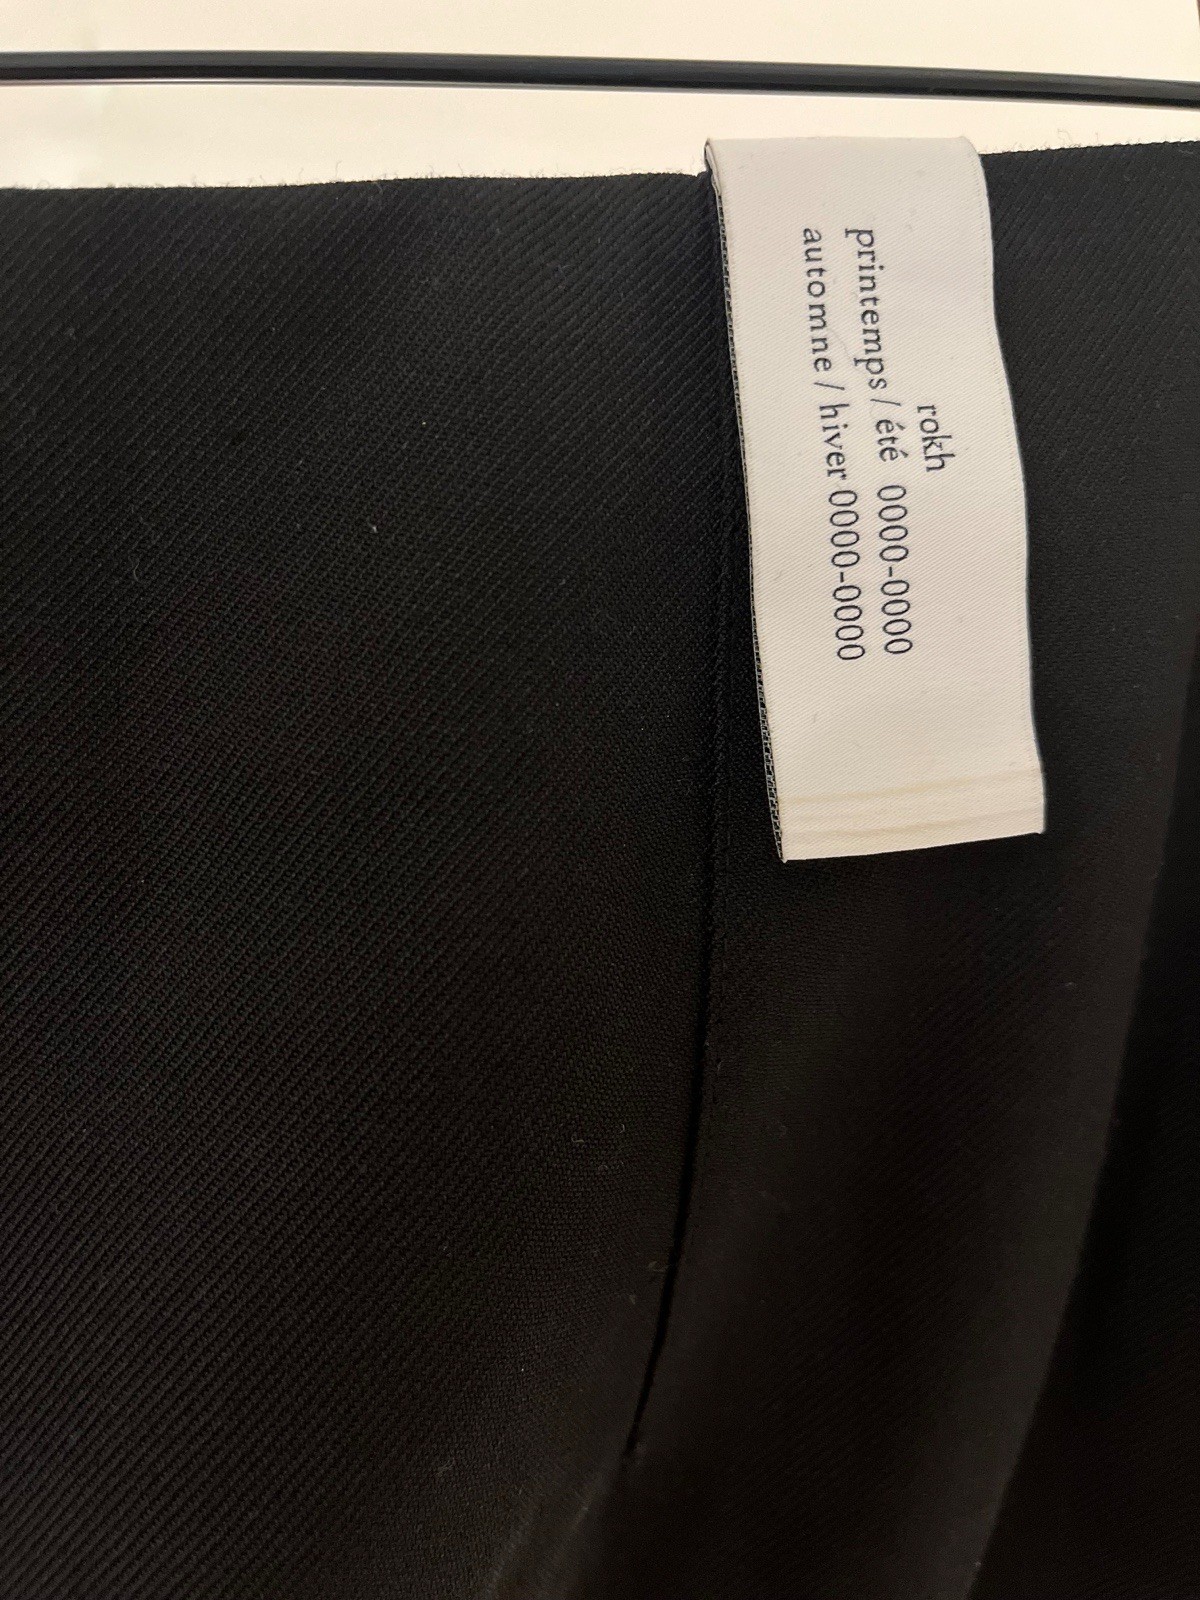 rokh
printemps / été 0000-0000
automne / hiver 0000-0000